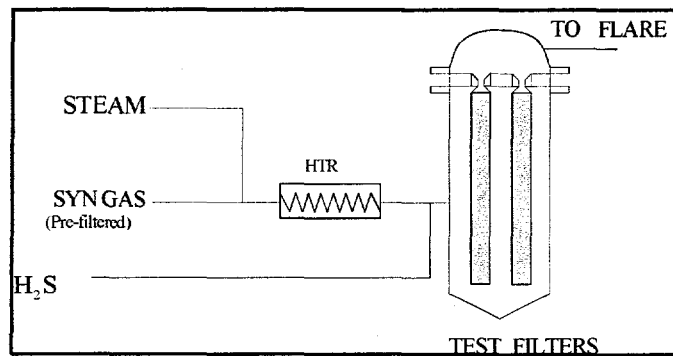 TO FLARE
STEAM
HTR
SYN GAS
(Pre-filtered)
H₂S
TEST FILTERS